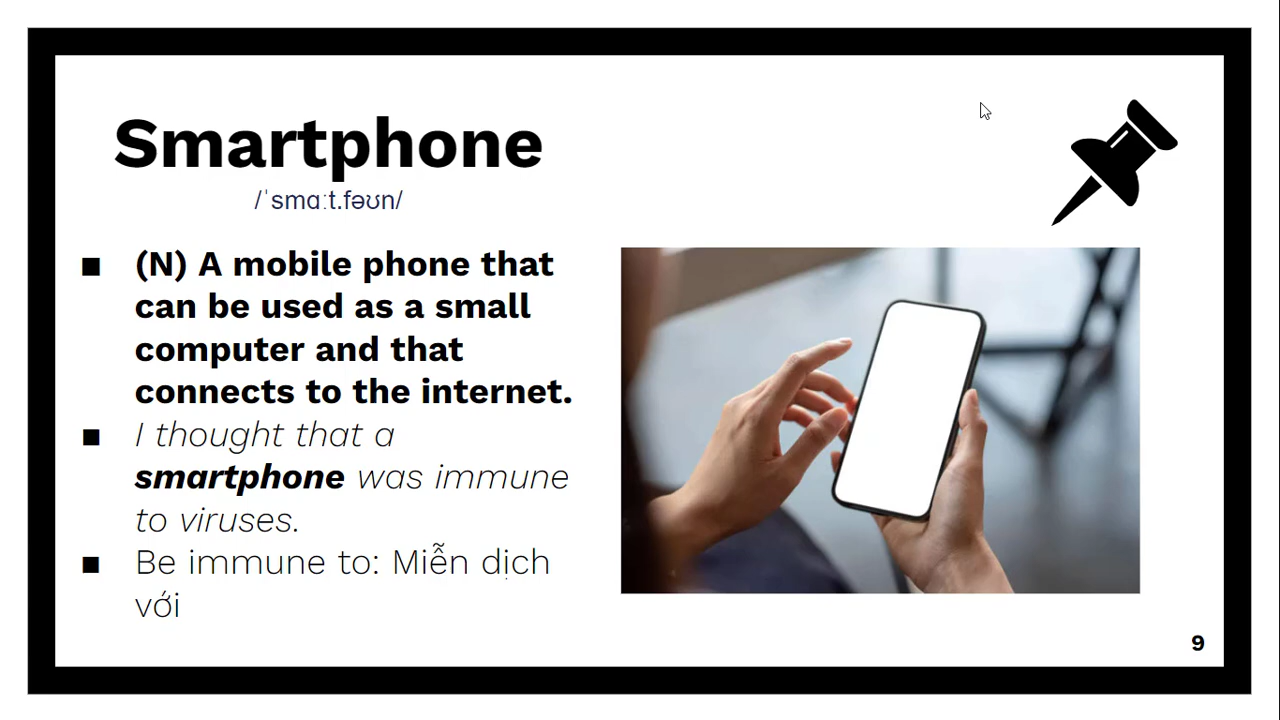 Smartphone
/ˈsmɑːt.fəʊn/
■ (N) A mobile phone that
can be used as a small
computer and that
connects to the internet.
■ I thought that a
smartphone was immune
to viruses.
■ Be immune to: Miễn dịch
với
9